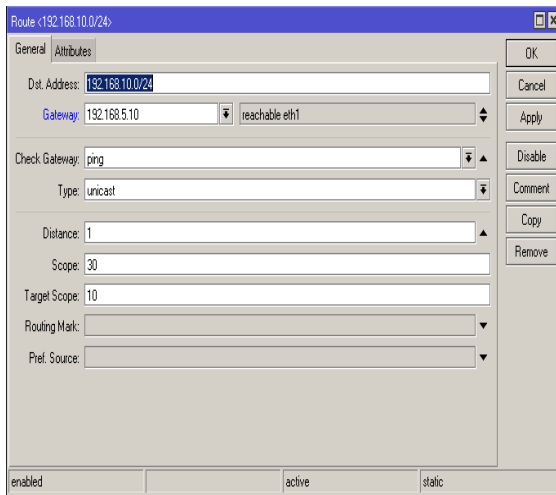 Route <192.168.10.0/24>
General Attributes
OK
Dst. Address: 192.168.10.0/24
Cancel
Gateway: 192.168.5.10 reachable eth1
Apply
Check Gateway: ping
Disable
Type: unicast
Comment
Copy
Distance: 1
Remove
Scope: 30
Target Scope: 10
Routing Mark:
Pref. Source:
enabled active static